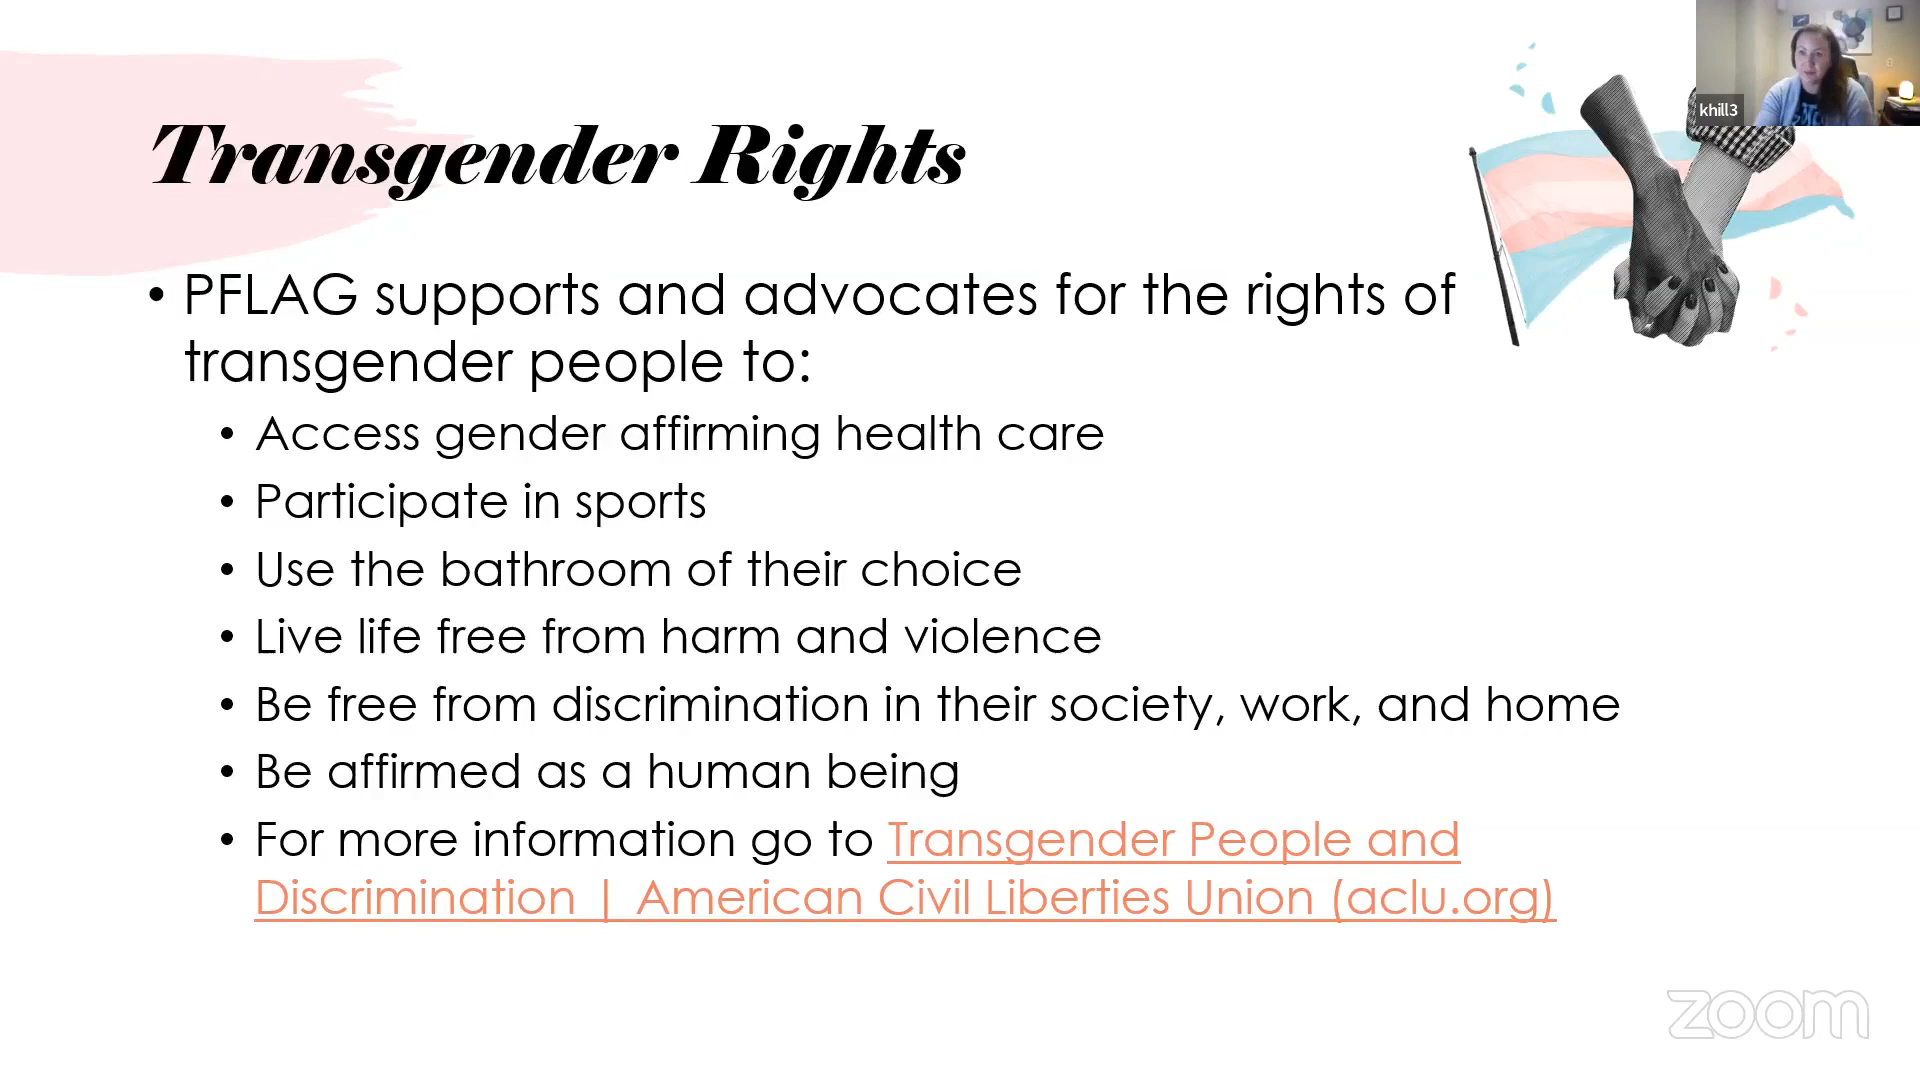 khill3
Transgender Rights
• PFLAG supports and advocates for the rights of
transgender people to:
• Access gender affirming health care
• Participate in sports
• Use the bathroom of their choice
• Live life free from harm and violence
• Be free from discrimination in their society, work, and home
• Be affirmed as a human being
• For more information go to Transgender People and
Discrimination | American Civil Liberties Union (aclu.org)
zoom